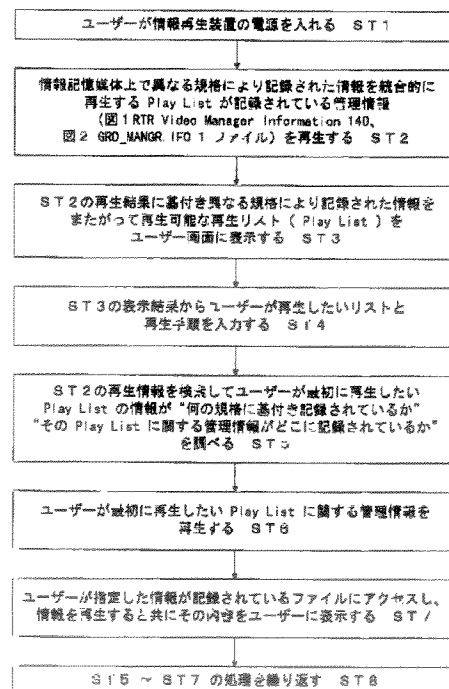 ユーザーが情報再生装置の電源を入れる　ＳＴ１
情報記憶媒体上で異なる規格により記録された情報を統合的に
再生する Play List が記録されている管理情報
(図１RTR Video Manager Information 140、
図２ GRD_MANGR.IFO 1 ファイル) を再生する　ＳＴ２
ＳＴ２の再生結果に基付き異なる規格により記録された情報を
またがって再生可能な再生リスト ( Play List ) を
ユーザー画面に表示する　ＳＴ３
ＳＴ３の表示結果からユーザーが再生したいリストと
再生手順を入力する　ＳＴ４
ＳＴ２の再生情報を検索してユーザーが最初に再生したい
Play List の情報が “何の規格に基付き記録されているか”
“その Play List に関する管理情報がどこに記録されているか”
を調べる　ＳＴ５
ユーザーが最初に再生したい Play List に関する管理情報を
再生する　ＳＴ６
ユーザーが指定した情報が記録されているファイルにアクセスし、
情報を再生すると共にその内容をユーザーに表示する　ＳＴ７
ＳＴ５ ～ ＳＴ７ の処理を繰り返す　ＳＴ８